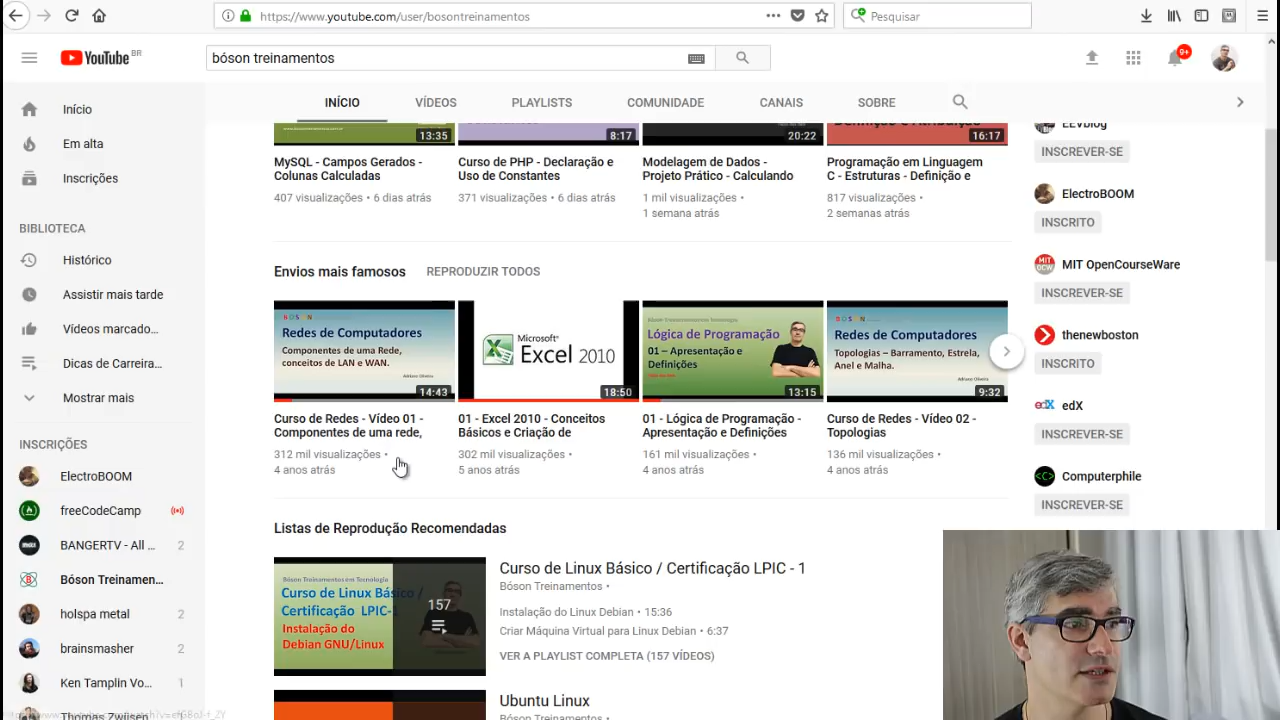 https://www.youtube.com/user/bosontreinamentos
Pesquisar
YouTube BR
bóson treinamentos
9+
INÍCIO VÍDEOS PLAYLISTS COMUNIDADE CANAIS SOBRE
Início
Em alta
Inscrições
BIBLIOTECA
Histórico
Assistir mais tarde
Vídeos marcado...
Dicas de Carreira...
Mostrar mais
INSCRIÇÕES
ElectroBOOM
freeCodeCamp
BANGERTV - All ... 2
Bóson Treinamen...
holspa metal 2
brainsmasher 2
Ken Tamplin Vo... 1
Thomas Zwijsen
13:35
8:17
20:22
16:17
MySQL - Campos Gerados -
Colunas Calculadas
407 visualizações • 6 dias atrás
Curso de PHP - Declaração e
Uso de Constantes
371 visualizações • 6 dias atrás
Modelagem de Dados -
Projeto Prático - Calculando
1 mil visualizações •
1 semana atrás
Programação em Linguagem
C - Estruturas - Definição e
817 visualizações •
2 semanas atrás
Envios mais famosos REPRODUZIR TODOS
BOSON
Redes de Computadores
Componentes de uma Rede,
conceitos de LAN e WAN.
14:43
Curso de Redes - Vídeo 01 -
Componentes de uma rede,
312 mil visualizações •
4 anos atrás
Microsoft®
Excel 2010
18:50
01 - Excel 2010 - Conceitos
Básicos e Criação de
302 mil visualizações •
5 anos atrás
Lógica de Programação
01 – Apresentação e
Definições
13:15
01 - Lógica de Programação -
Apresentação e Definições
161 mil visualizações •
4 anos atrás
BOSON
Redes de Computadores
Topologias – Barramento, Estrela,
Anel e Malha.
9:32
Curso de Redes - Vídeo 02 -
Topologias
136 mil visualizações •
4 anos atrás
Listas de Reprodução Recomendadas
Bóson Treinamentos em Tecnologia
Curso de Linux Básico /
Certificação LPIC-1
Instalação do
Debian GNU/Linux
157
Curso de Linux Básico / Certificação LPIC - 1
Bóson Treinamentos •
Instalação do Linux Debian • 15:36
Criar Máquina Virtual para Linux Debian • 6:37
VER A PLAYLIST COMPLETA (157 VÍDEOS)
Ubuntu Linux
Bóson Treinamentos •
EEVblog
INSCREVER-SE
ElectroBOOM
INSCRITO
MIT OpenCourseWare
INSCREVER-SE
thenewboston
INSCRITO
edX
INSCREVER-SE
Computerphile
INSCREVER-SE